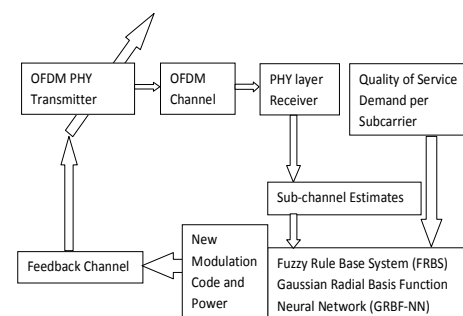 OFDM PHY
Transmitter
OFDM
Channel
PHY layer
Receiver
Quality of Service
Demand per
Subcarrier
Sub-channel Estimates
New
Modulation
Code and
Power
Feedback Channel
Fuzzy Rule Base System (FRBS)
Gaussian Radial Basis Function
Neural Network (GRBF-NN)